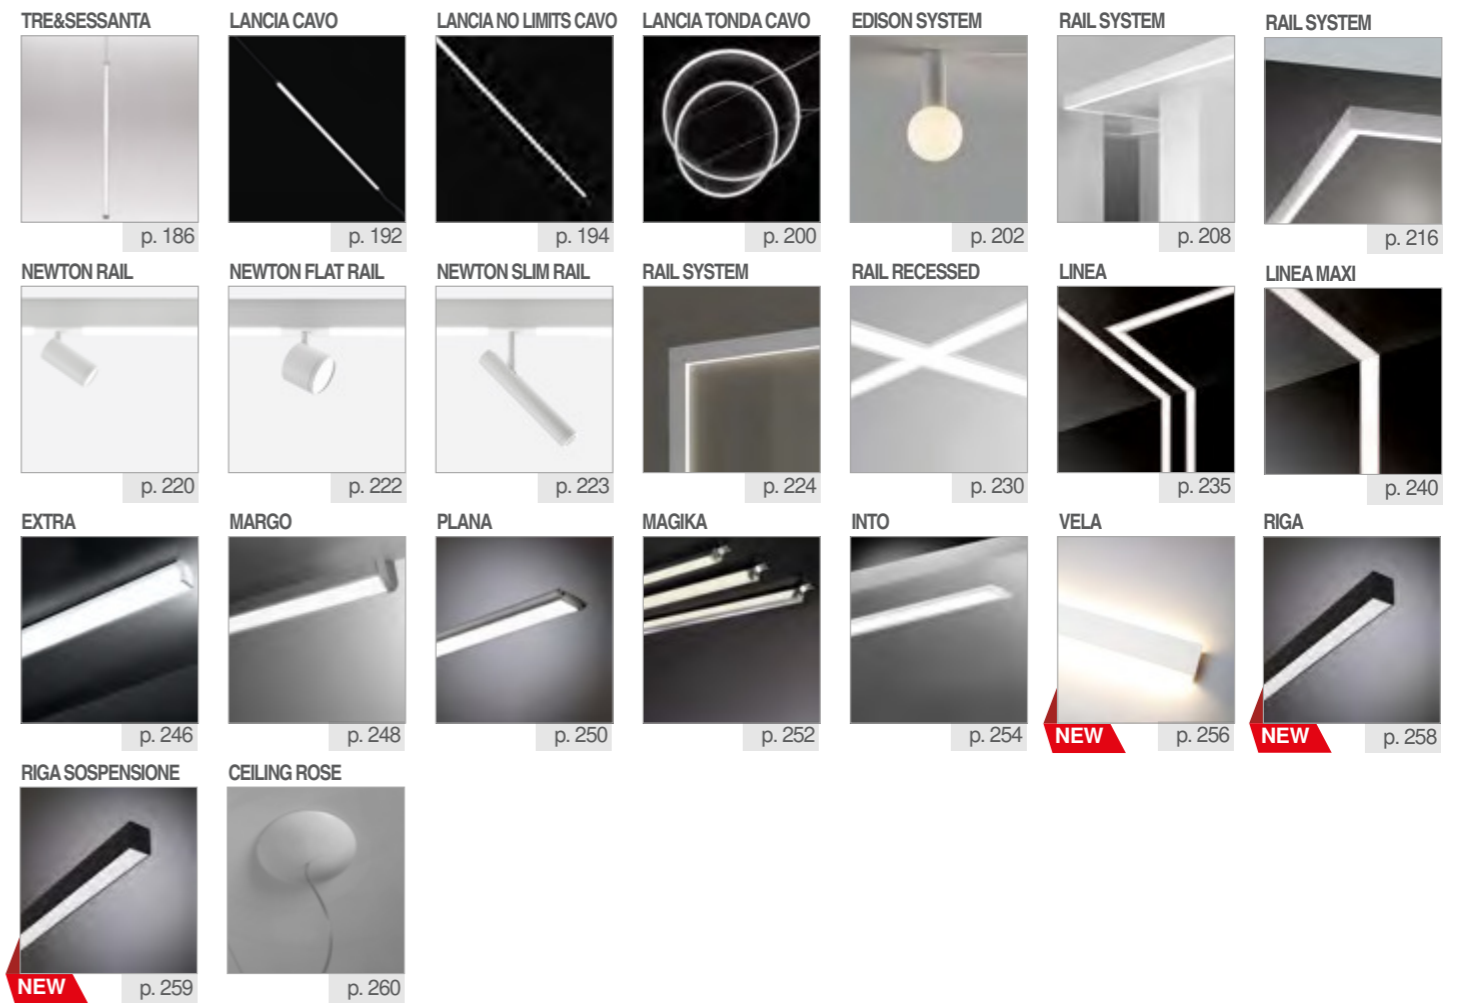 TRE&SESSANTA
LANCIA CAVO
LANCIA NO LIMITS CAVO
LANCIA TONDA CAVO
EDISON SYSTEM
RAIL SYSTEM
RAIL SYSTEM
p. 186
p. 192
p. 194
p. 200
p. 202
p. 208
p. 216
NEWTON RAIL
NEWTON FLAT RAIL
NEWTON SLIM RAIL
RAIL SYSTEM
RAIL RECESSED
LINEA
LINEA MAXI
p. 220
p. 222
p. 223
p. 224
p. 230
p. 235
p. 240
EXTRA
MARGO
PLANA
MAGIKA
INTO
VELA
RIGA
p. 246
p. 248
p. 250
p. 252
p. 254
NEW
p. 256
NEW
p. 258
RIGA SOSPENSIONE
CEILING ROSE
NEW
p. 259
p. 260